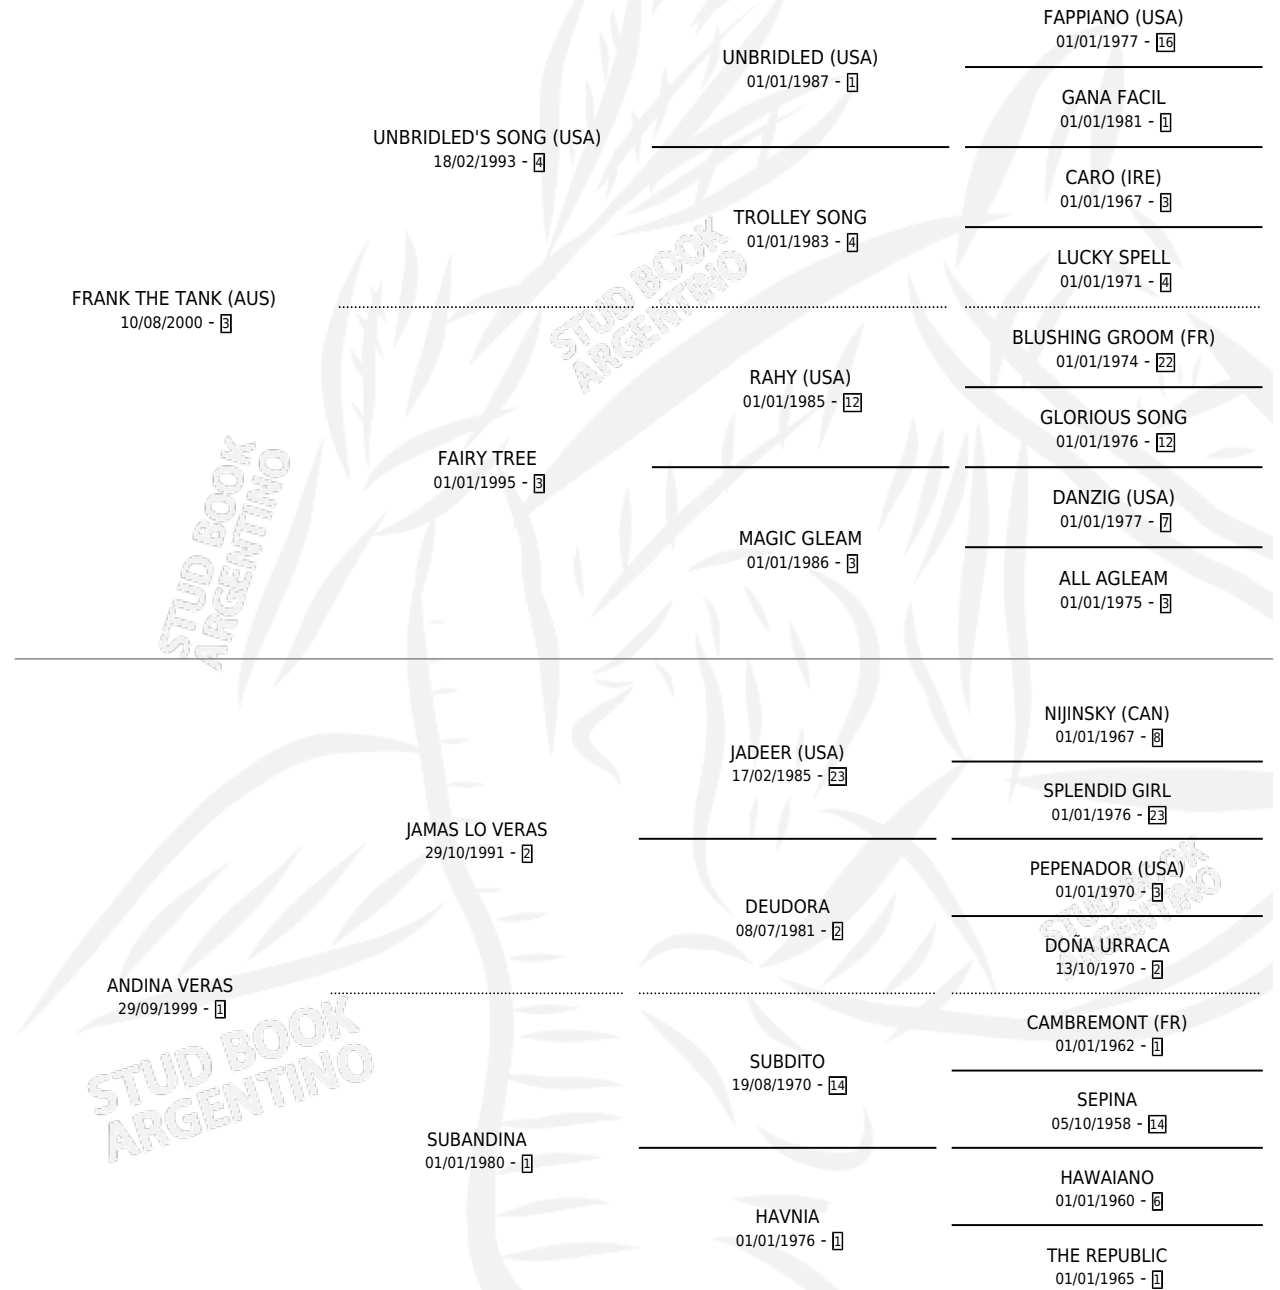 FAPPIANO (USA)
01/01/1977 - 16
UNBRIDLED (USA)
01/01/1987 - 1
GANA FACIL
01/01/1981 - 1
UNBRIDLED'S SONG (USA)
18/02/1993 - 4
CARO (IRE)
01/01/1967 - 3
TROLLEY SONG
01/01/1983 - 4
LUCKY SPELL
01/01/1971 - 4
FRANK THE TANK (AUS)
10/08/2000 - 3
BLUSHING GROOM (FR)
01/01/1974 - 22
RAHY (USA)
01/01/1985 - 12
GLORIOUS SONG
01/01/1976 - 12
FAIRY TREE
01/01/1995 - 3
DANZIG (USA)
01/01/1977 - 7
MAGIC GLEAM
01/01/1986 - 3
ALL AGLEAM
01/01/1975 - 3
NIJINSKY (CAN)
01/01/1967 - 8
JADEER (USA)
17/02/1985 - 23
SPLENDID GIRL
01/01/1976 - 23
JAMAS LO VERAS
29/10/1991 - 2
PEPENADOR (USA)
01/01/1970 - 3
DEUDORA
08/07/1981 - 2
DOÑA URRACA
13/10/1970 - 2
ANDINA VERAS
29/09/1999 - 1
CAMBREMONT (FR)
01/01/1962 - 1
SUBDITO
19/08/1970 - 14
SEPINA
05/10/1958 - 14
SUBANDINA
01/01/1980 - 1
HAWAIANO
01/01/1960 - 6
HAVNIA
01/01/1976 - 1
THE REPUBLIC
01/01/1965 - 1
STUD BOOK
ARGENTINO
STUD BOOK
ARGENTINO
STUD BOOK
ARGENTINO
STUD BOOK
ARGENTINO